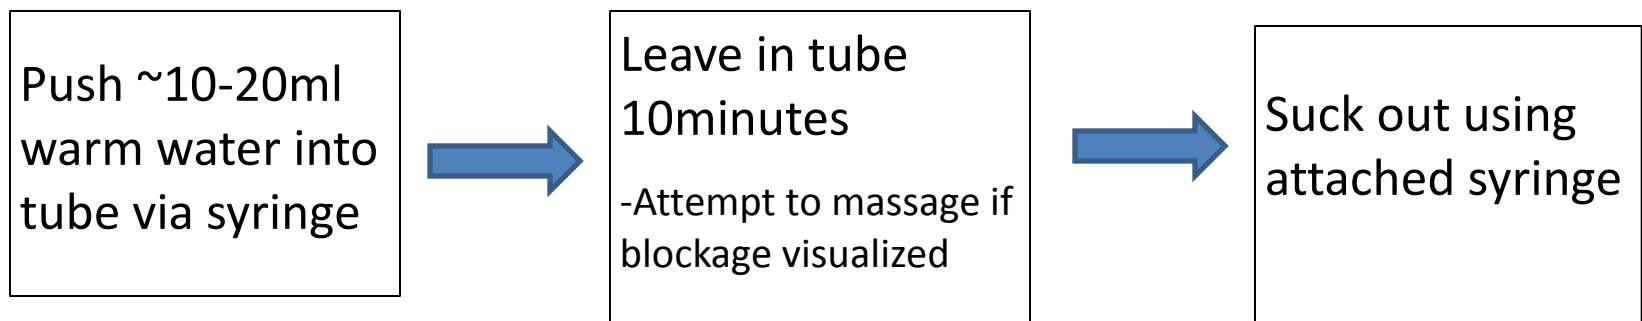 Push ~10-20ml
warm water into
tube via syringe
Leave in tube
10minutes
-Attempt to massage if
blockage visualized
Suck out using
attached syringe